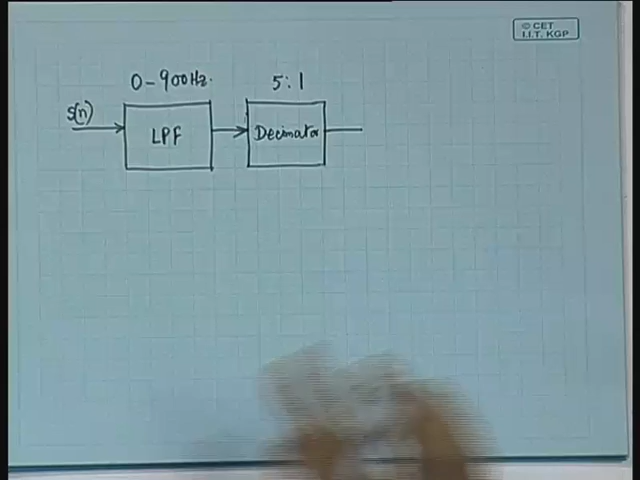 © CET
I.I.T. KGP
0-900Hz.
5:1
s(n)
LPF
Decimator